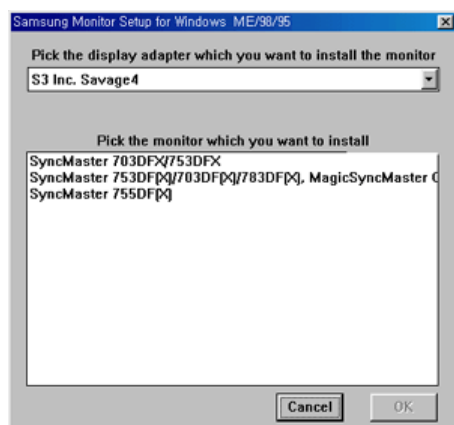 Samsung Monitor Setup for Windows ME/98/95
Pick the display adapter which you want to install the monitor
S3 Inc. Savage4
Pick the monitor which you want to install
SyncMaster 703DFX/753DFX
SyncMaster 753DF[X]/703DF[X]/783DF[X], MagicSyncMaster
SyncMaster 755DF[X]
Cancel
OK